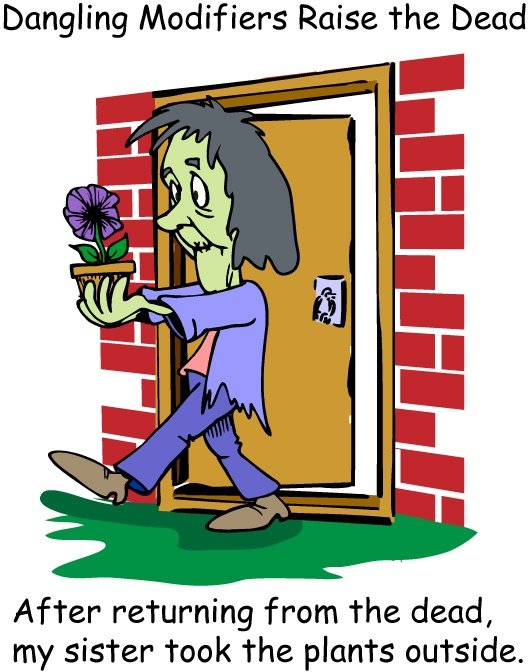 Dangling Modifiers Raise the Dead
After returning from the dead,
my sister took the plants outside.